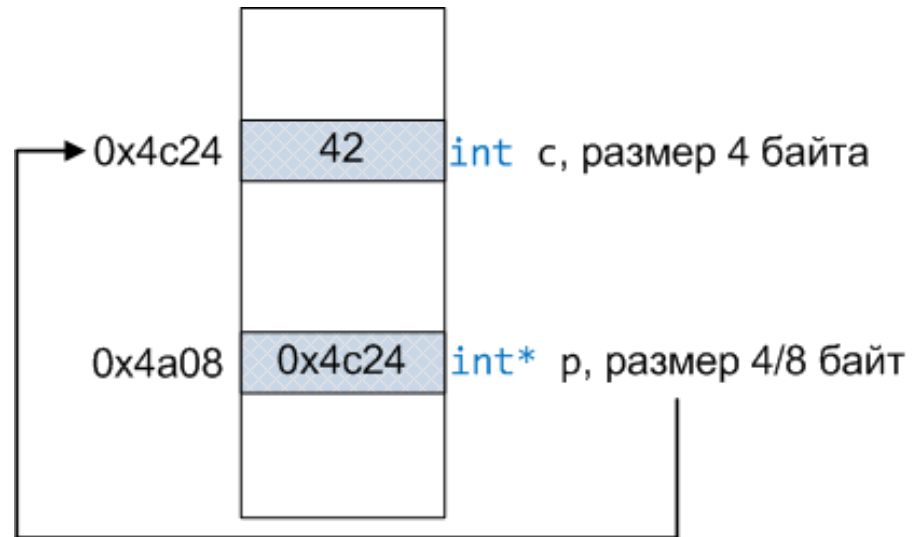 0x4c24 42 int c, размер 4 байта
0x4a08 0x4c24 int* p, размер 4/8 байт